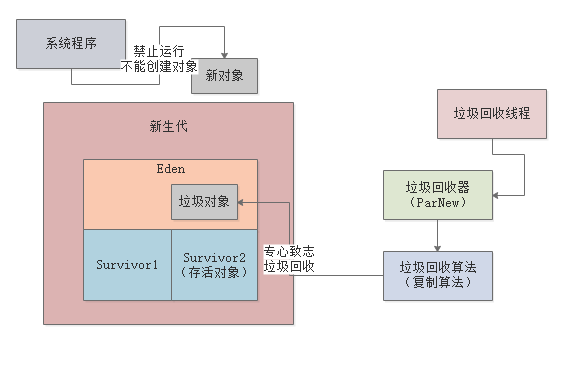 系统程序
禁止运行
不能创建对象
新对象
新生代
垃圾回收线程
Eden
垃圾对象
垃圾回收器
（ParNew）
Survivor1
Survivor2
（存活对象）
专心致志
垃圾回收
垃圾回收算法
（复制算法）